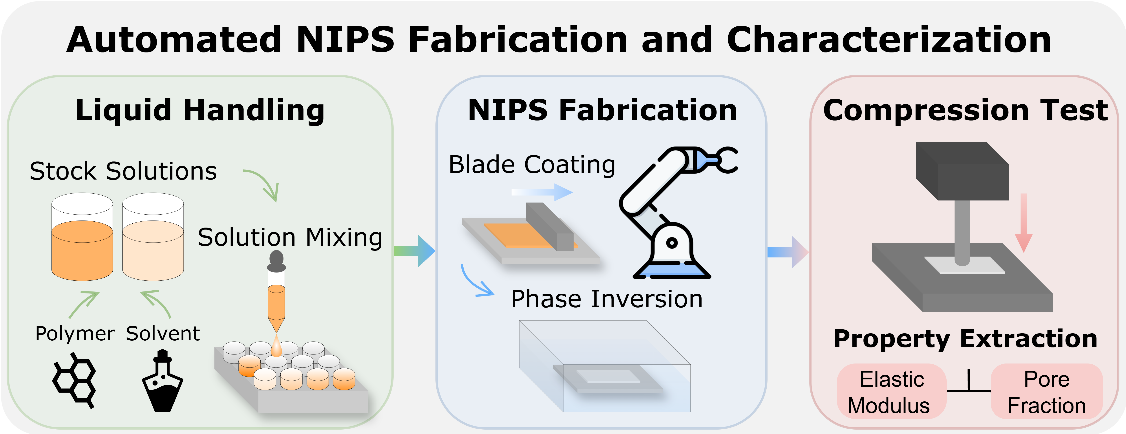 Automated NIPS Fabrication and Characterization
Liquid Handling
Stock Solutions
Solution Mixing
Polymer
Solvent
NIPS Fabrication
Blade Coating
Phase Inversion
Compression Test
Property Extraction
Elastic
Modulus
Pore
Fraction